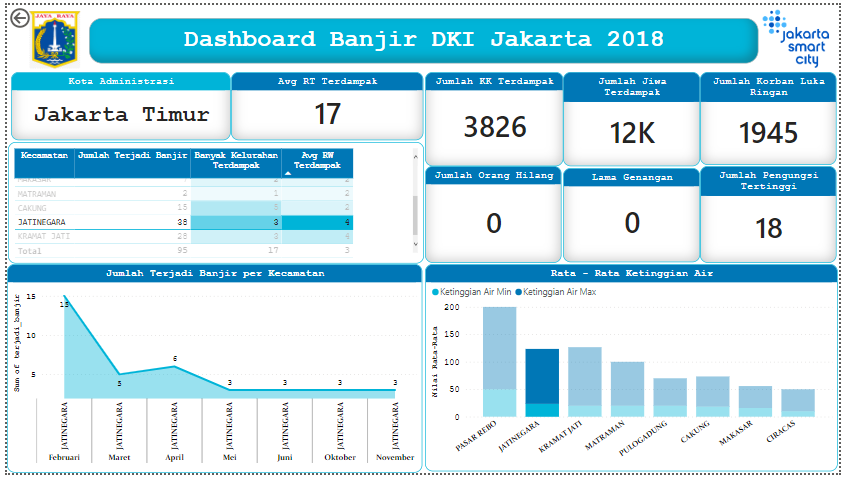 JAYA RAYA
Dashboard Banjir DKI Jakarta 2018
jakarta
smart
city
Kota Administrasi
Jakarta Timur
Avg RT Terdampak
17
Jumlah KK Terdampak
3826
Jumlah Jiwa
Terdampak
12K
Jumlah Korban Luka
Ringan
1945
Kecamatan Jumlah Terjadi Banjir Banyak Kelurahan Terdampak Avg RW Terdampak
MAKASAR
MATRAMAN 2 1 2
CAKUNG 15 2
JATINEGARA 33 3 4
KRAMAT JATI 23 3 4
Total 95 17 3
Jumlah Orang Hilang
0
Lama Genangan
0
Jumlah Pengungsi
Tertinggi
18
Jumlah Terjadi Banjir per Kecamatan
Sum of terjadi_banjir
15
10
5
15
5
6
3
3
3
3
JATINEGARA JATINEGARA JATINEGARA JATINEGARA JATINEGARA JATINEGARA JATINEGARA
Februari Maret April Mei Juni Oktober November
Rata - Rata Ketinggian Air
Ketinggian Air Min Ketinggian Air Max
Nilai Rata-Rata
200
150
100
50
0
PASAR REBO JATINEGARA KRAMAT JATI MATRAMAN PULOGADUNG CAKUNG MAKASAR CIRACAS